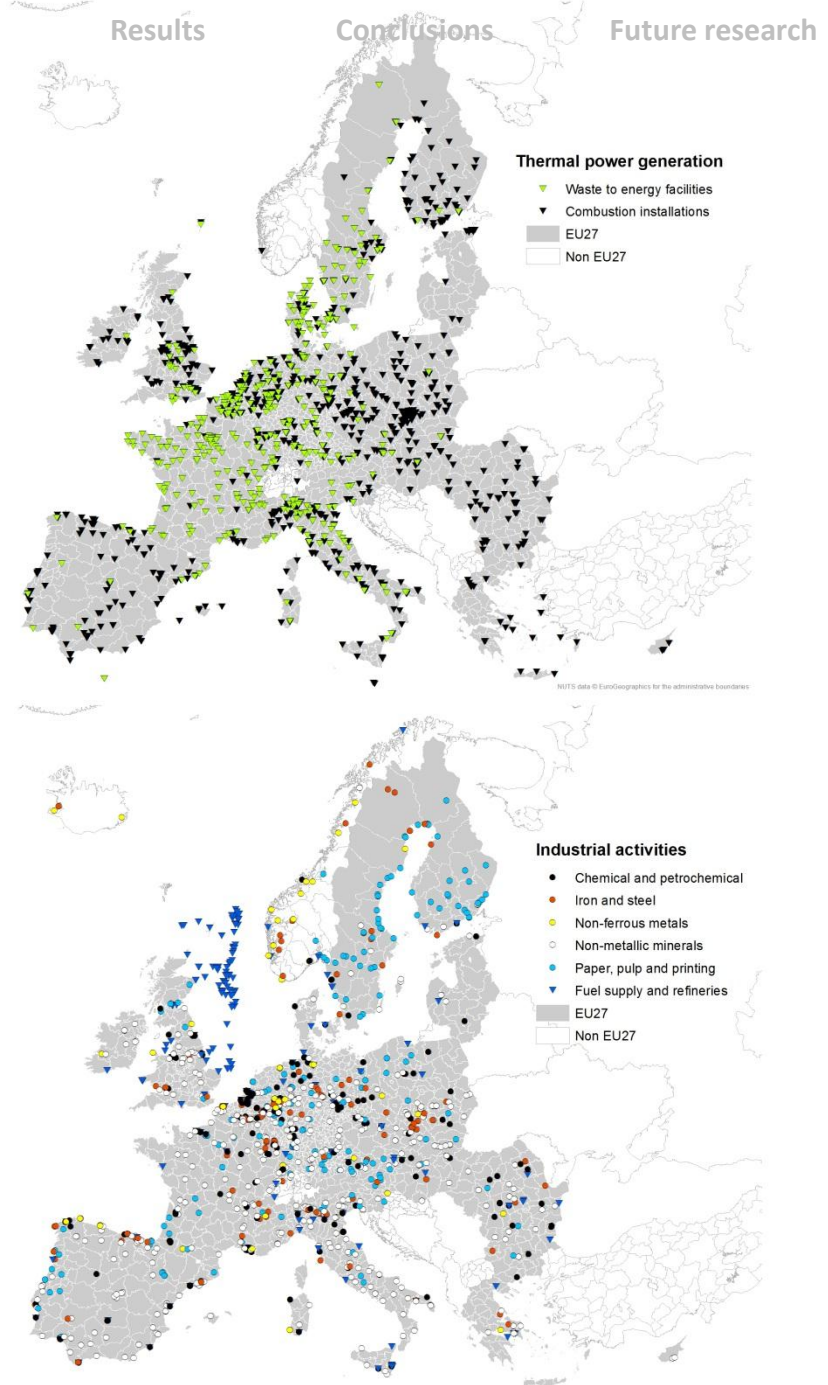 Results Conclusions Future research
Thermal power generation
Waste to energy facilities
Combustion installations
EU27
Non EU27
NUTS data © EuroGeographics for the administrative boundaries
Industrial activities
Chemical and petrochemical
Iron and steel
Non-ferrous metals
Non-metallic minerals
Paper, pulp and printing
Fuel supply and refineries
EU27
Non EU27